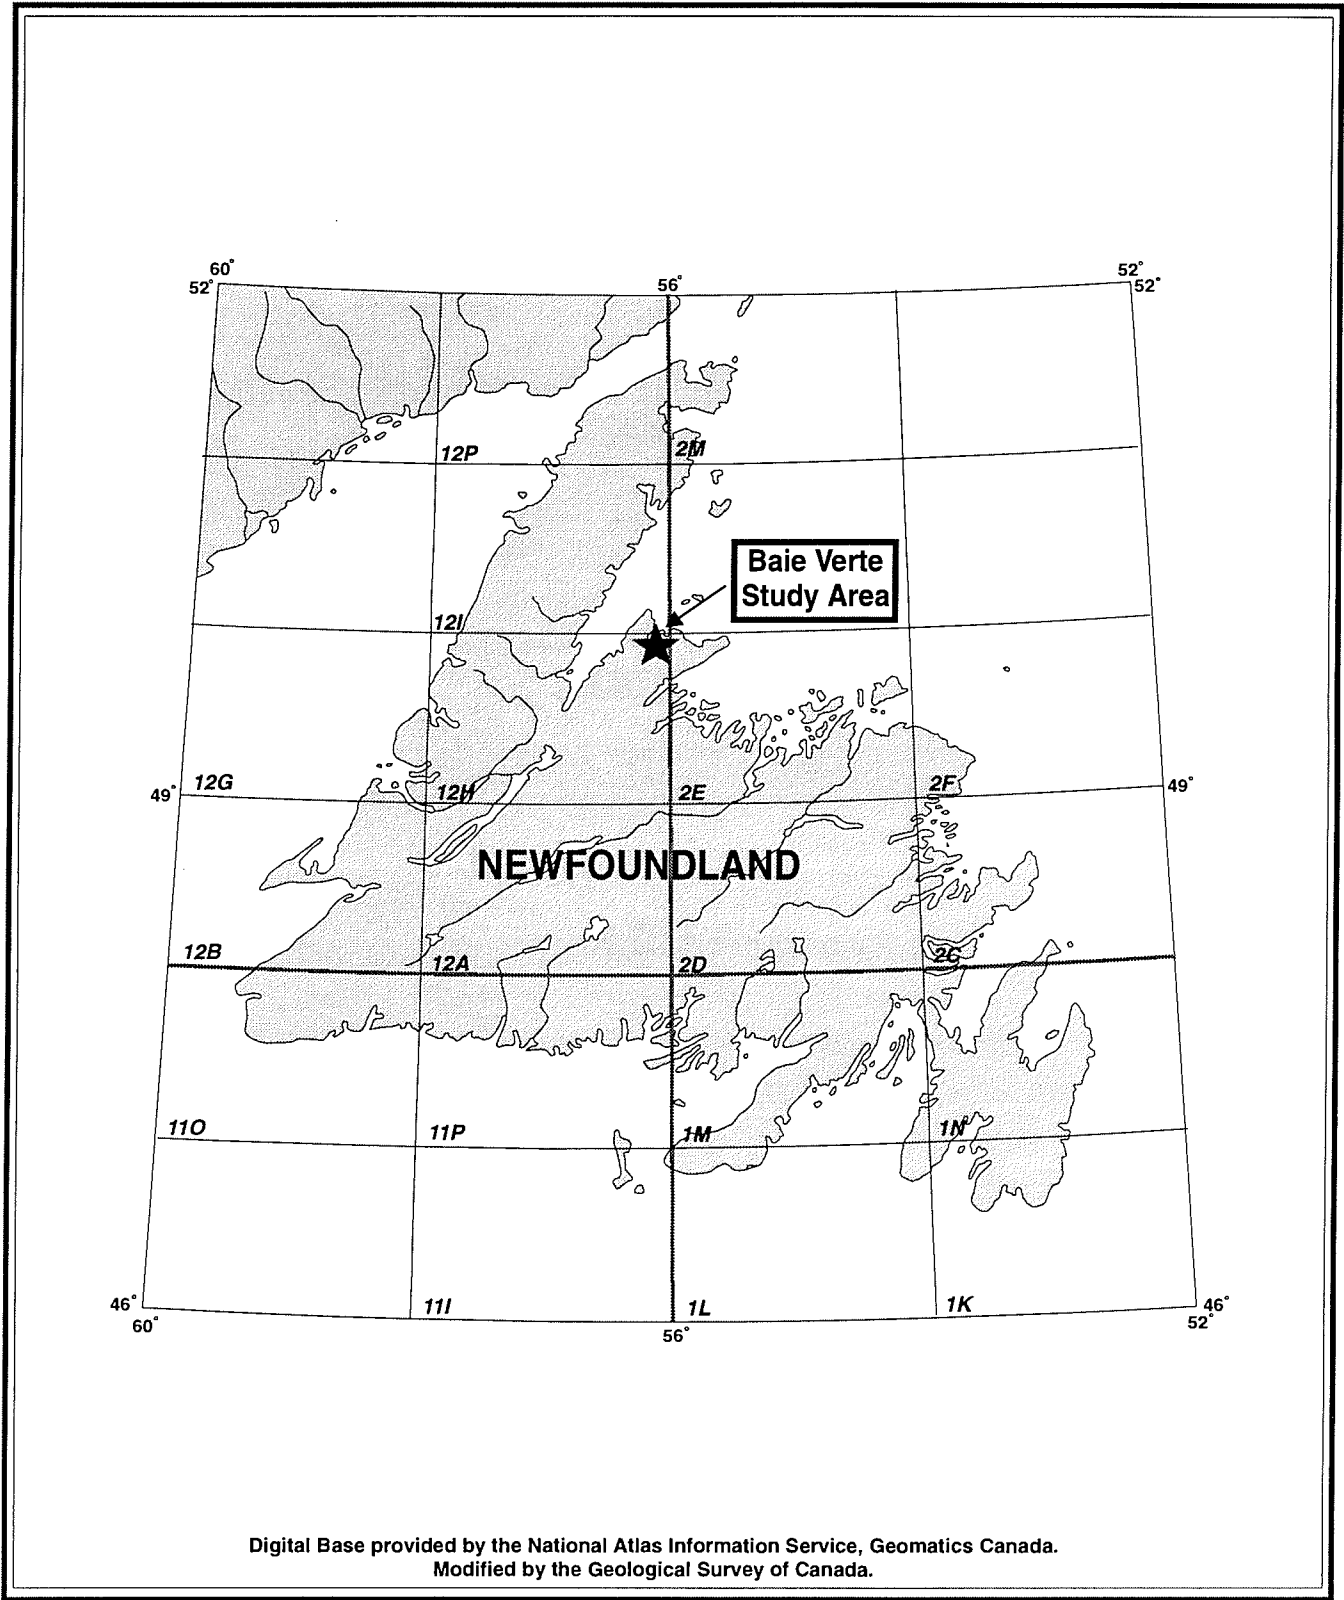 60°
52°
56°
52°
52°
12P
2M
Baie Verte
Study Area
12I
12G
49°
12H
2E
2F
49°
NEWFOUNDLAND
12B
12A
2D
2C
11O
11P
1M
1N
46°
60°
11I
1L
56°
1K
46°
52°
Digital Base provided by the National Atlas Information Service, Geomatics Canada.
Modified by the Geological Survey of Canada.